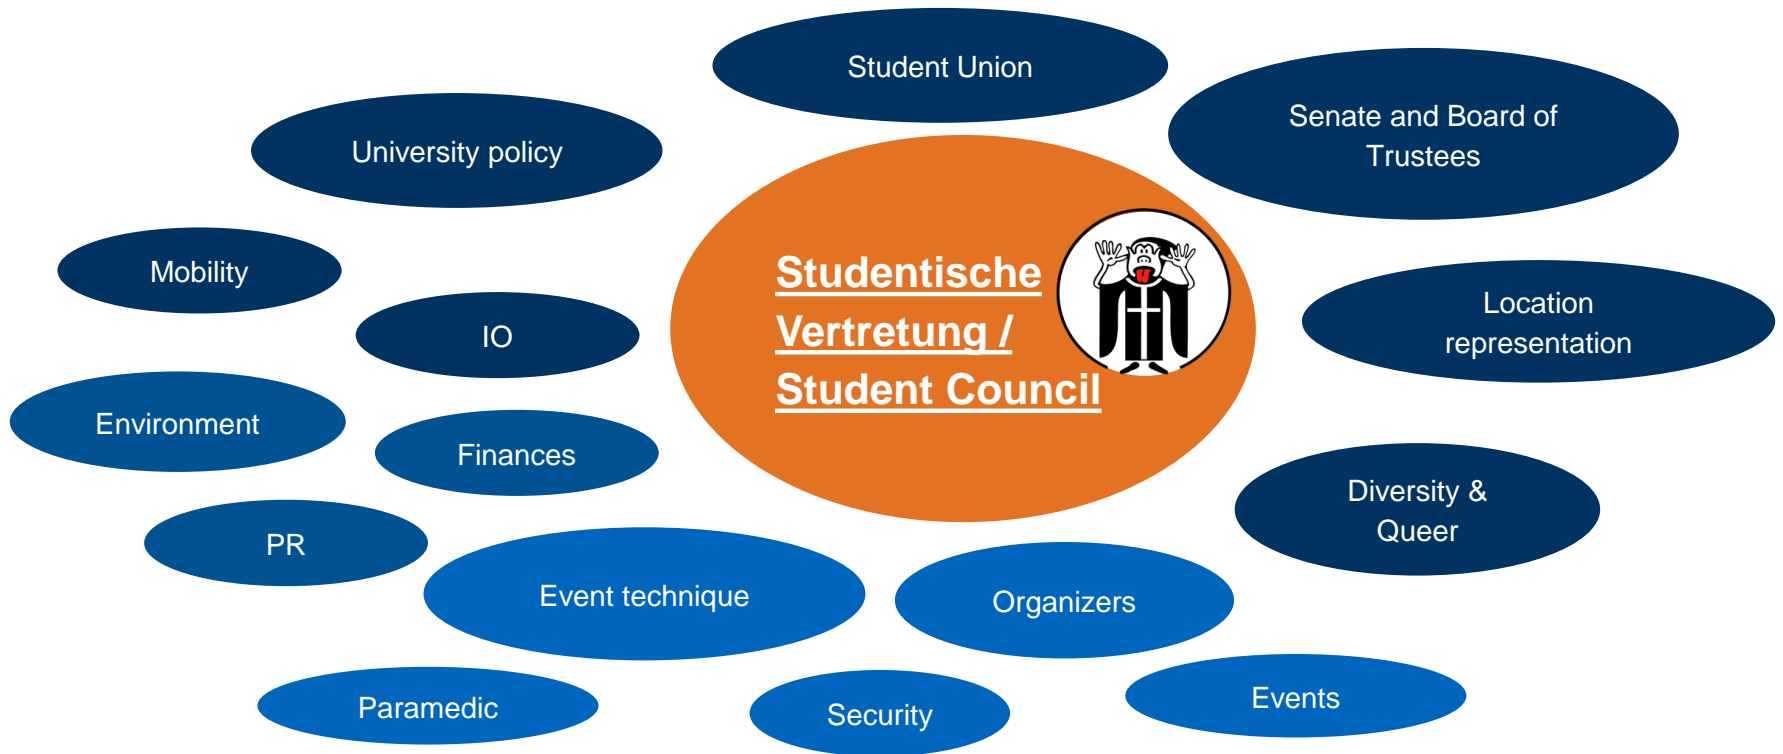 Student Union
Senate and Board of
Trustees
University policy
Mobility
IO
Studentische
Vertretung /
Student Council
Location
representation
Environment
Finances
Diversity &
Queer
PR
Event technique
Organizers
Paramedic
Security
Events